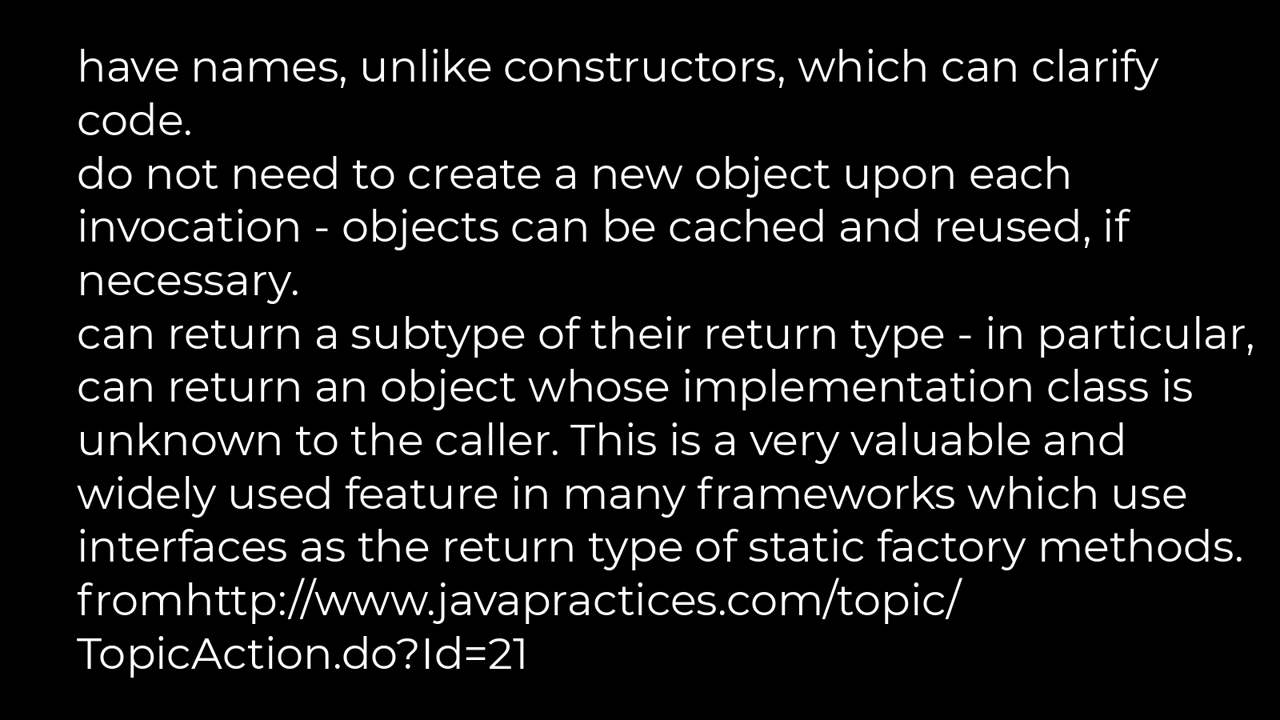 have names, unlike constructors, which can clarify
code.
do not need to create a new object upon each
invocation - objects can be cached and reused, if
necessary.
can return a subtype of their return type - in particular,
can return an object whose implementation class is
unknown to the caller. This is a very valuable and
widely used feature in many frameworks which use
interfaces as the return type of static factory methods.
fromhttp://www.javapractices.com/topic/
TopicAction.do?Id=21